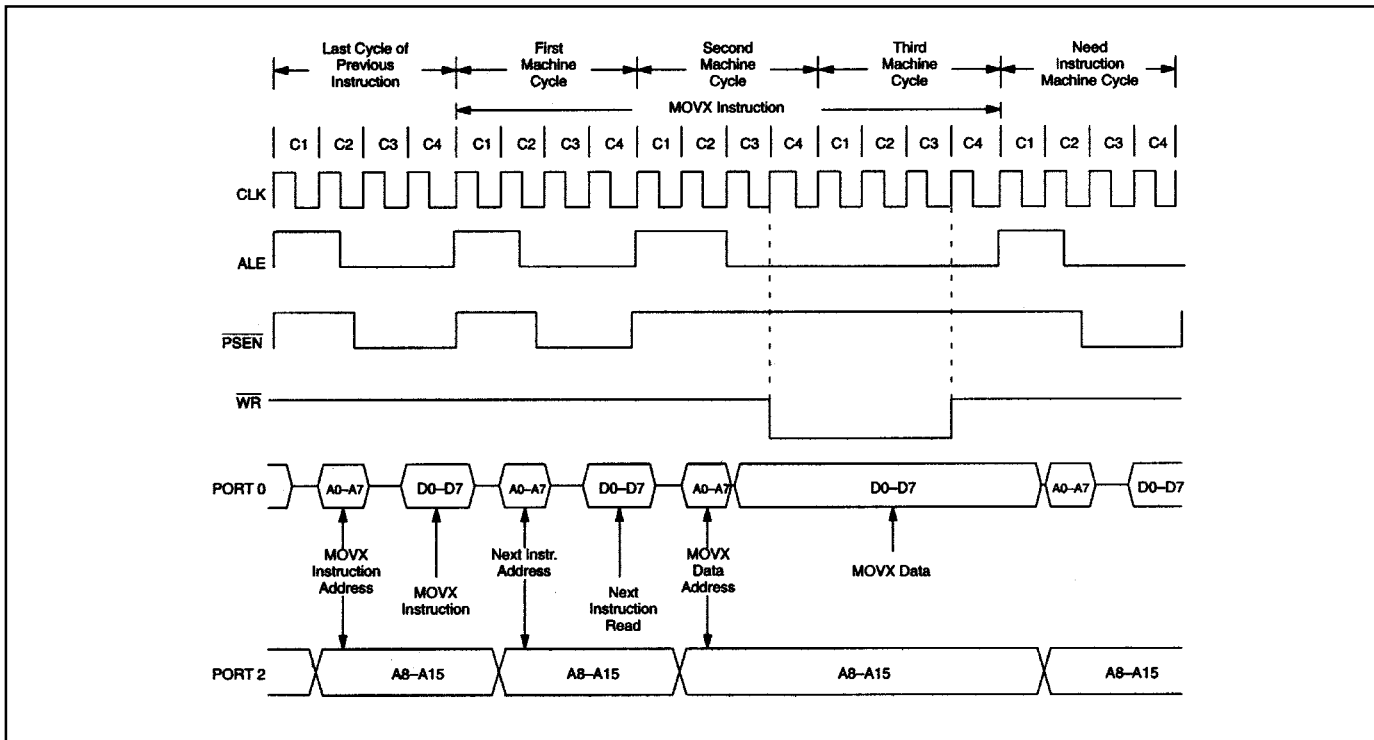 Last Cycle of
Previous
Instruction
First
Machine
Cycle
Second
Machine
Cycle
Third
Machine
Cycle
Need
Instruction
Machine Cycle
MOVX Instruction
C1 C2 C3 C4 C1 C2 C3 C4 C1 C2 C3 C4 C1 C2 C3 C4 C1 C2 C3 C4
CLK
ALE
PSEN
WR
PORT 0 A0–A7 D0–D7 A0–A7 D0–D7 A0–A7 D0–D7 A0–A7 D0–D7
MOVX
Instruction
Address
MOVX
Instruction
Next Instr.
Address
Next
Instruction
Read
MOVX
Data
Address
MOVX Data
PORT 2 A8–A15 A8–A15 A8–A15 A8–A15